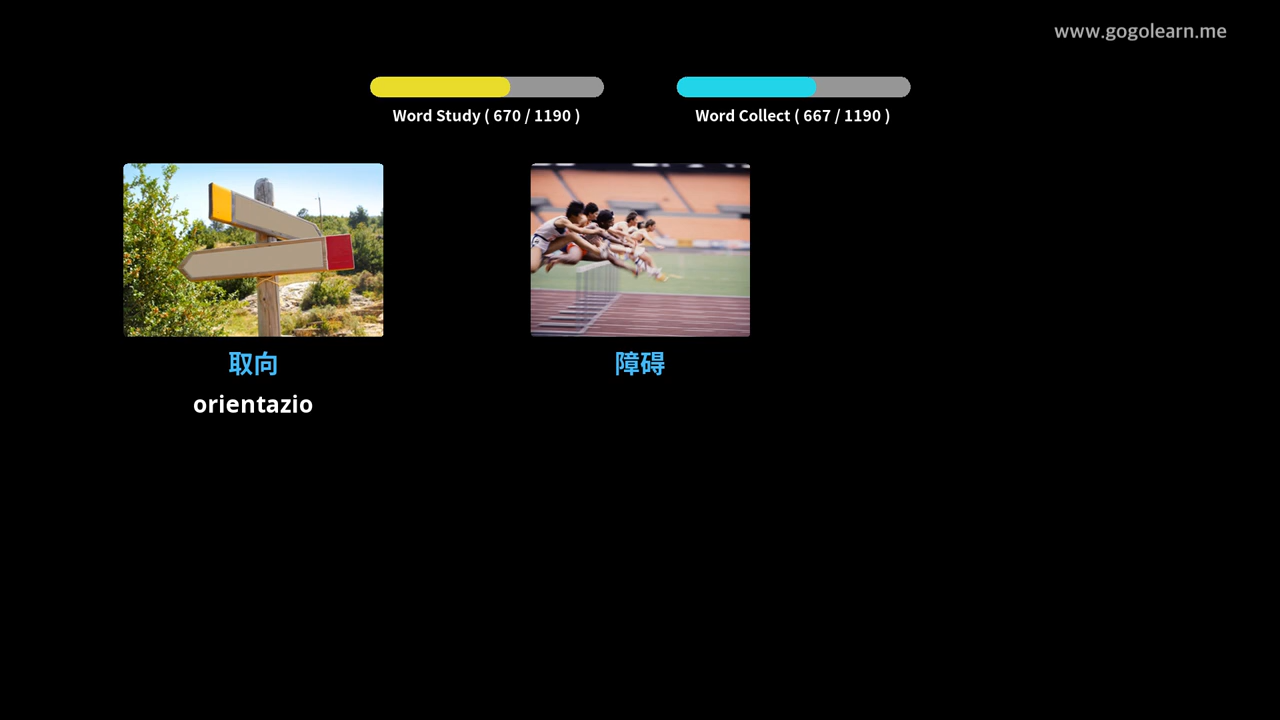 www.gogolearn.me
Word Study ( 670 / 1190 )
Word Collect ( 667 / 1190 )
取向
障碍
orientazio